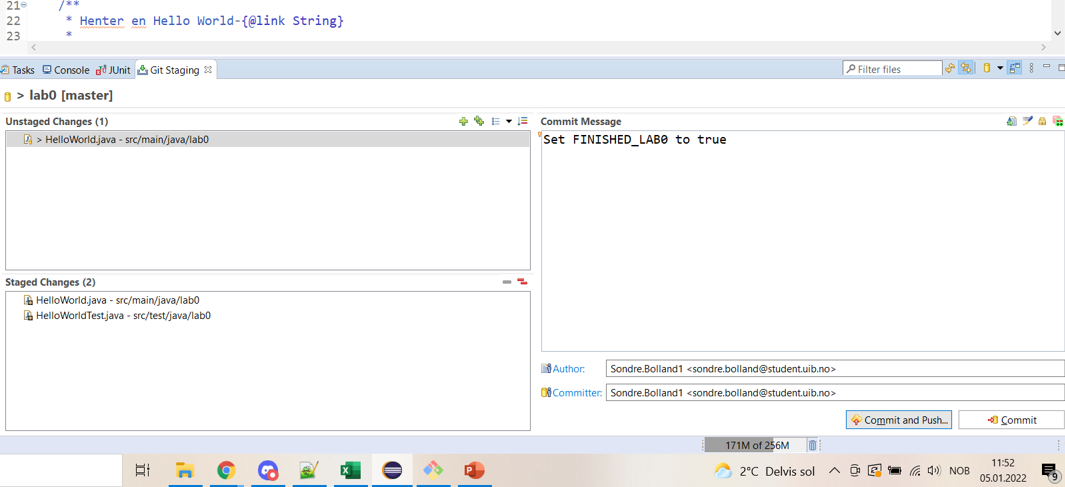 21 /**
22 * Henter en Hello World-{@link String}
23 *
Tasks Console JUnit Git Staging Filter files
> lab0 [master]
Unstaged Changes (1)
> HelloWorld.java - src/main/java/lab0
Staged Changes (2)
HelloWorld.java - src/main/java/lab0
HelloWorldTest.java - src/test/java/lab0
Commit Message
Set FINISHED_LAB0 to true
Author: Sondre.Bolland1 <sondre.bolland@student.uib.no>
Committer: Sondre.Bolland1 <sondre.bolland@student.uib.no>
Commit and Push... Commit
171M of 256M
2°C Delvis sol NOB 11:52
05.01.2022 9